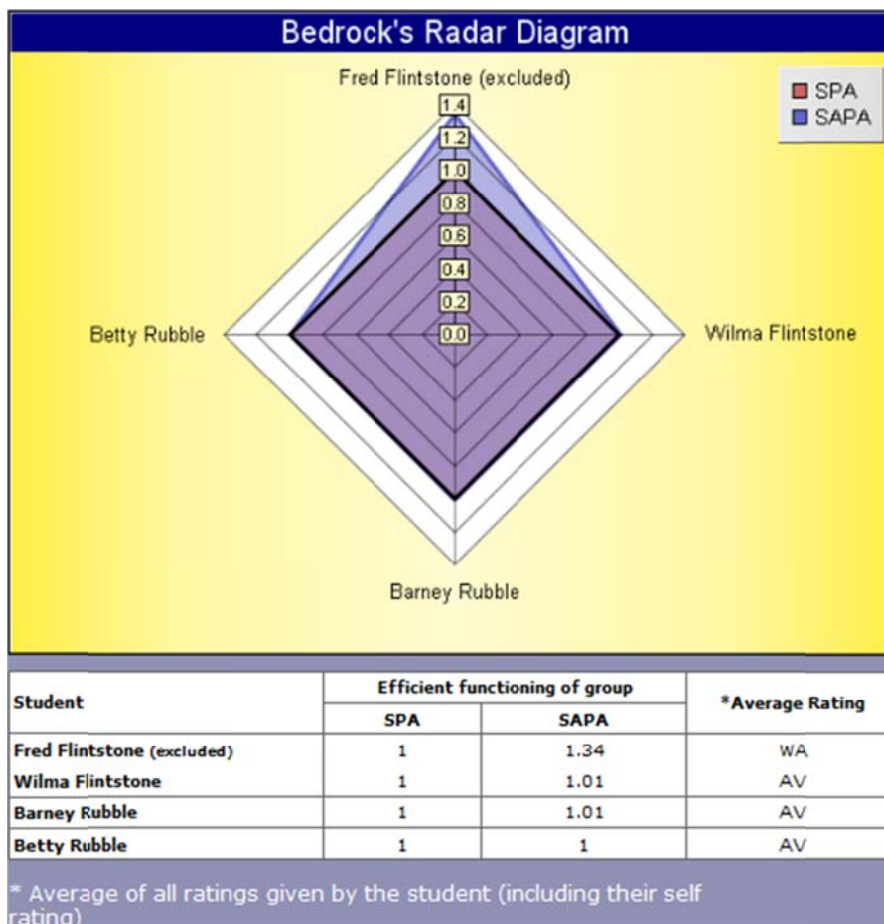 Bedrock's Radar Diagram
Fred Flintstone (excluded)
SPA
SAPA
1.4
1.2
1.0
0.8
0.6
0.4
0.2
0.0
Betty Rubble
Wilma Flintstone
Barney Rubble
Student
Efficient functioning of group
*Average Rating
SPA SAPA
Fred Flintstone (excluded) 1 1.34 WA
Wilma Flintstone 1 1.01 AV
Barney Rubble 1 1.01 AV
Betty Rubble 1 1 AV
* Average of all ratings given by the student (including their self
rating)